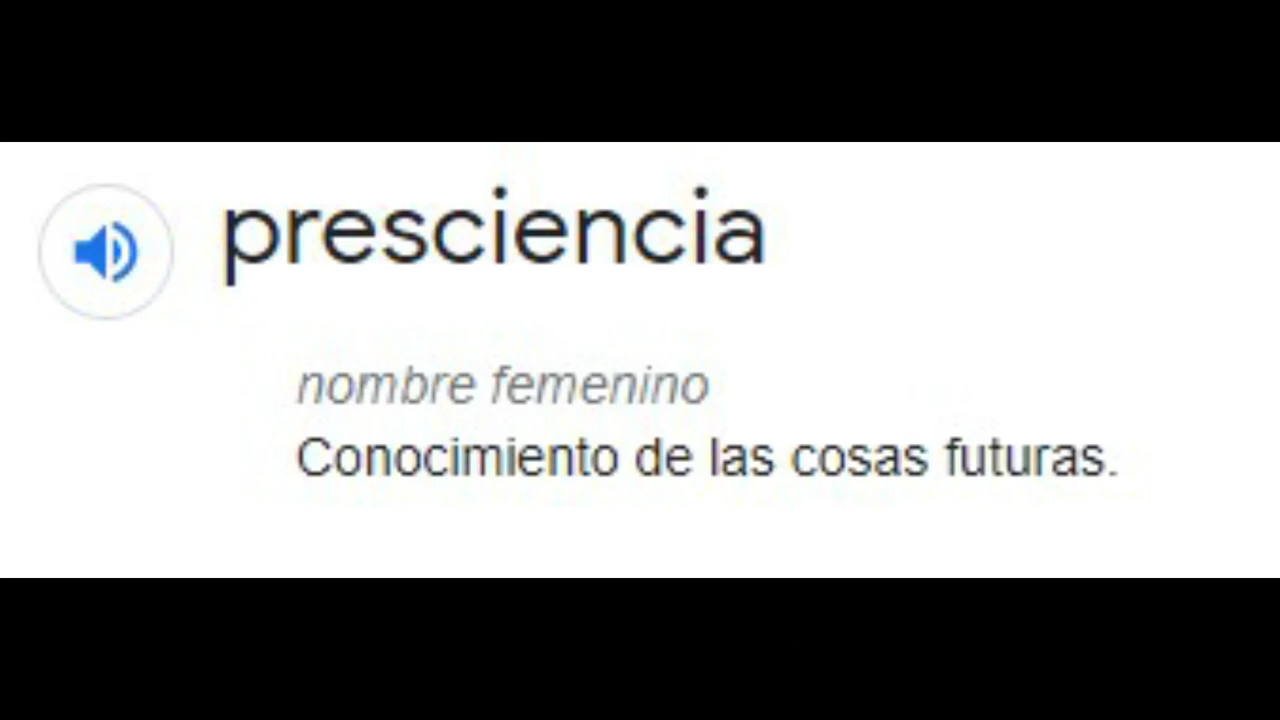 presciencia
nombre femenino
Conocimiento de las cosas futuras.